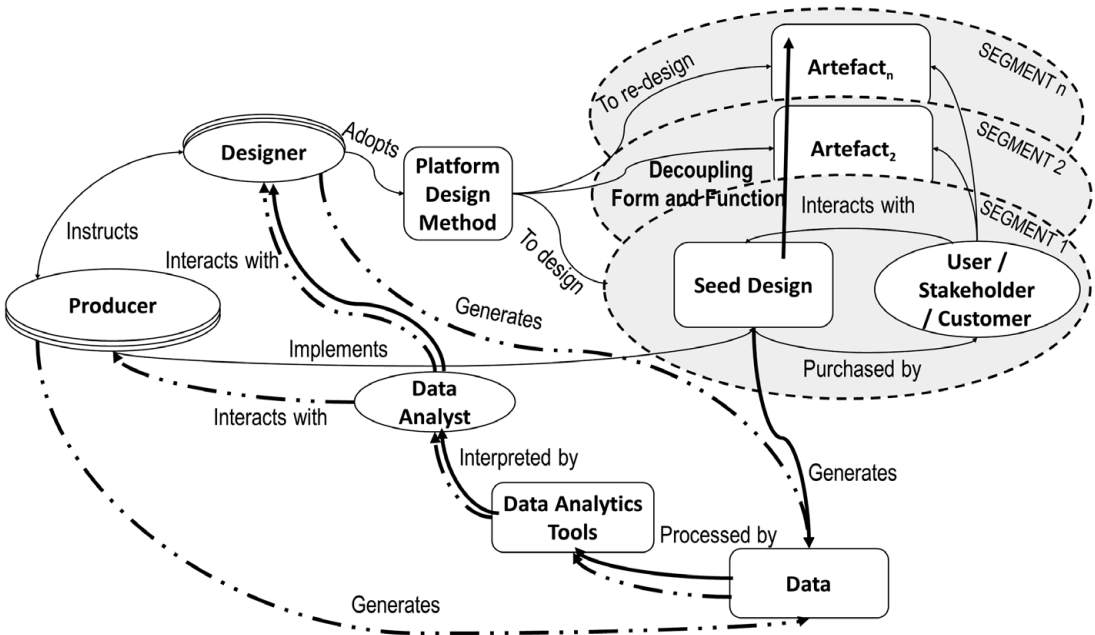 SEGMENT n
To re-design
Artefactn
Adopts
Designer
SEGMENT 2
Artefact2
Platform
Design
Method
Decoupling
Form and Function
Interacts with
SEGMENT 1
Instructs
To design
Interacts with
User /
Stakeholder
/ Customer
Seed Design
Producer
Generates
Implements
Purchased by
Data
Analyst
Interacts with
Interpreted by
Generates
Data Analytics
Tools
Processed by
Data
Generates